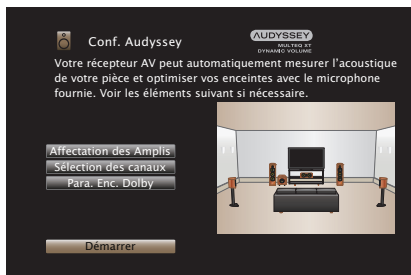 Conf. Audyssey
AUDYSSEY
MULTEQ XT
DYNAMIC VOLUME
Votre récepteur AV peut automatiquement mesurer l'acoustique
de votre pièce et optimiser vos enceintes avec le microphone
fournie. Voir les éléments suivant si nécessaire.
Affectation des Amplis
Sélection des canaux
Para. Enc. Dolby
Démarrer